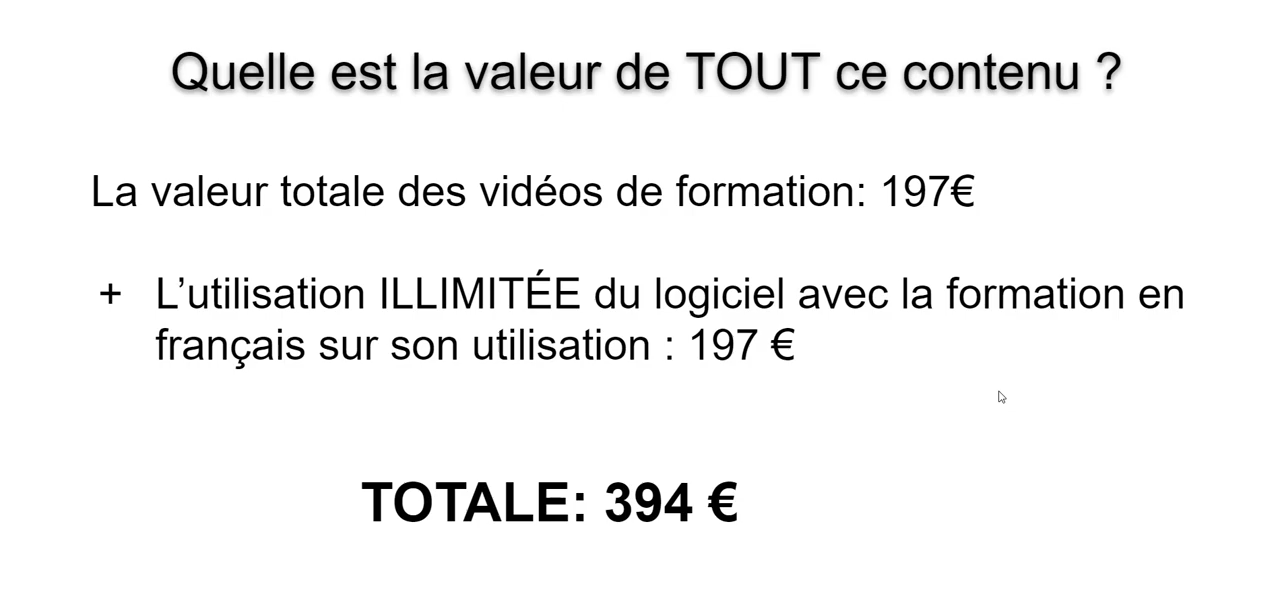 Quelle est la valeur de TOUT ce contenu ?
La valeur totale des vidéos de formation: 197€
+ L’utilisation ILLIMITÉE du logiciel avec la formation en
français sur son utilisation : 197 €
TOTALE: 394 €